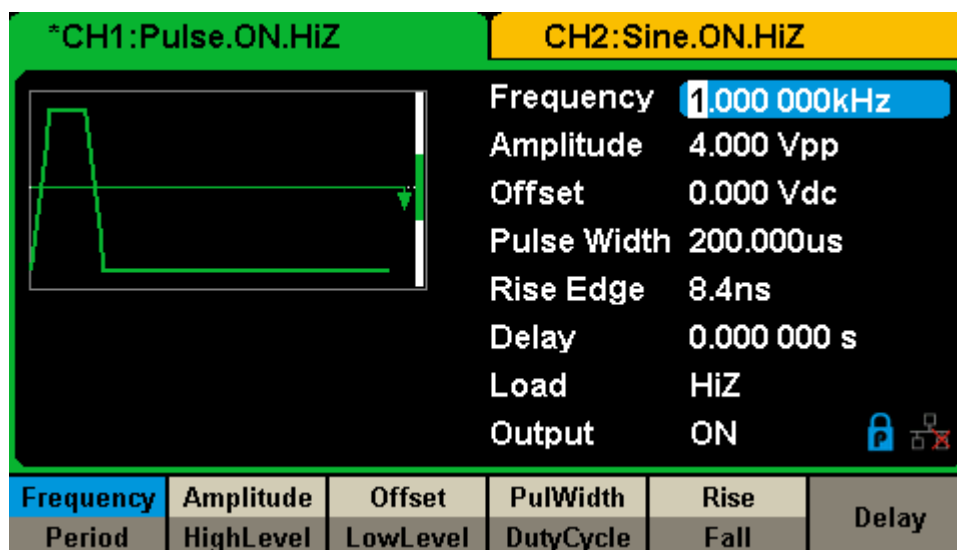 *CH1:Pulse.ON.HiZ CH2:Sine.ON.HiZ
Frequency 1.000 000kHz
Amplitude 4.000 Vpp
Offset 0.000 Vdc
Pulse Width 200.000us
Rise Edge 8.4ns
Delay 0.000 000 s
Load HiZ
Output ON P
Frequency Amplitude Offset PulWidth Rise Delay
Period HighLevel LowLevel DutyCycle Fall